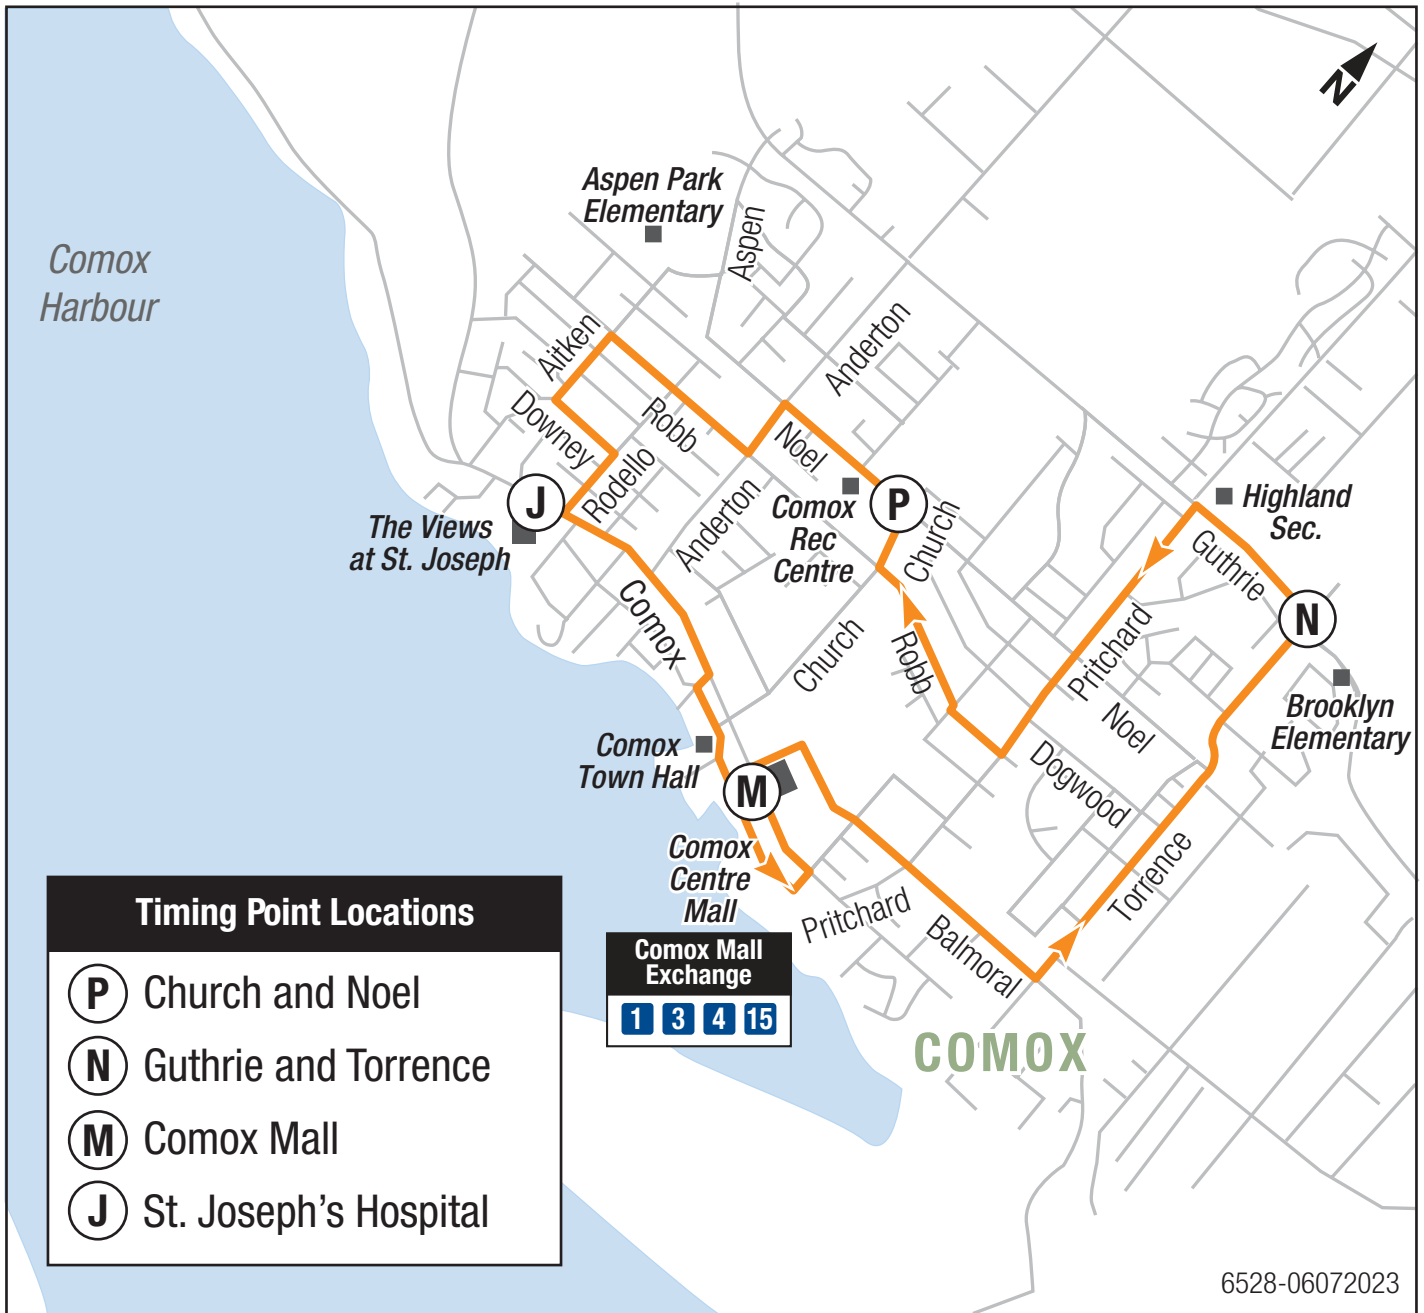 N
Aspen Park
Elementary
Aspen
Comox
Harbour
Anderton
Aitken
Downey
Robb
Noel
Rodello
J
The Views
at St. Joseph
Anderton
Comox
Rec
Centre
P
Church
Highland
Sec.
Guthrie
N
Comox
Church
Robb
Pritchard
Noel
Brooklyn
Elementary
Comox
Town Hall
M
Dogwood
Comox
Centre
Mall
Pritchard
Balmoral
Torrence
Comox Mall
Exchange
1 3 4 15
COMOX
Timing Point Locations
P Church and Noel
N Guthrie and Torrence
M Comox Mall
J St. Joseph's Hospital
6528-06072023